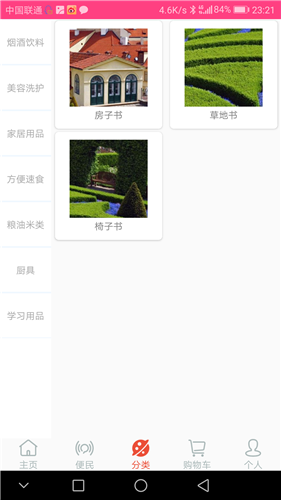 中国联通 4.6K/s 84% 23:21
烟酒饮料
美容洗护
家居用品
方便速食
粮油米类
厨具
学习用品
房子书
草地书
椅子书
主页
便民
分类
购物车
个人